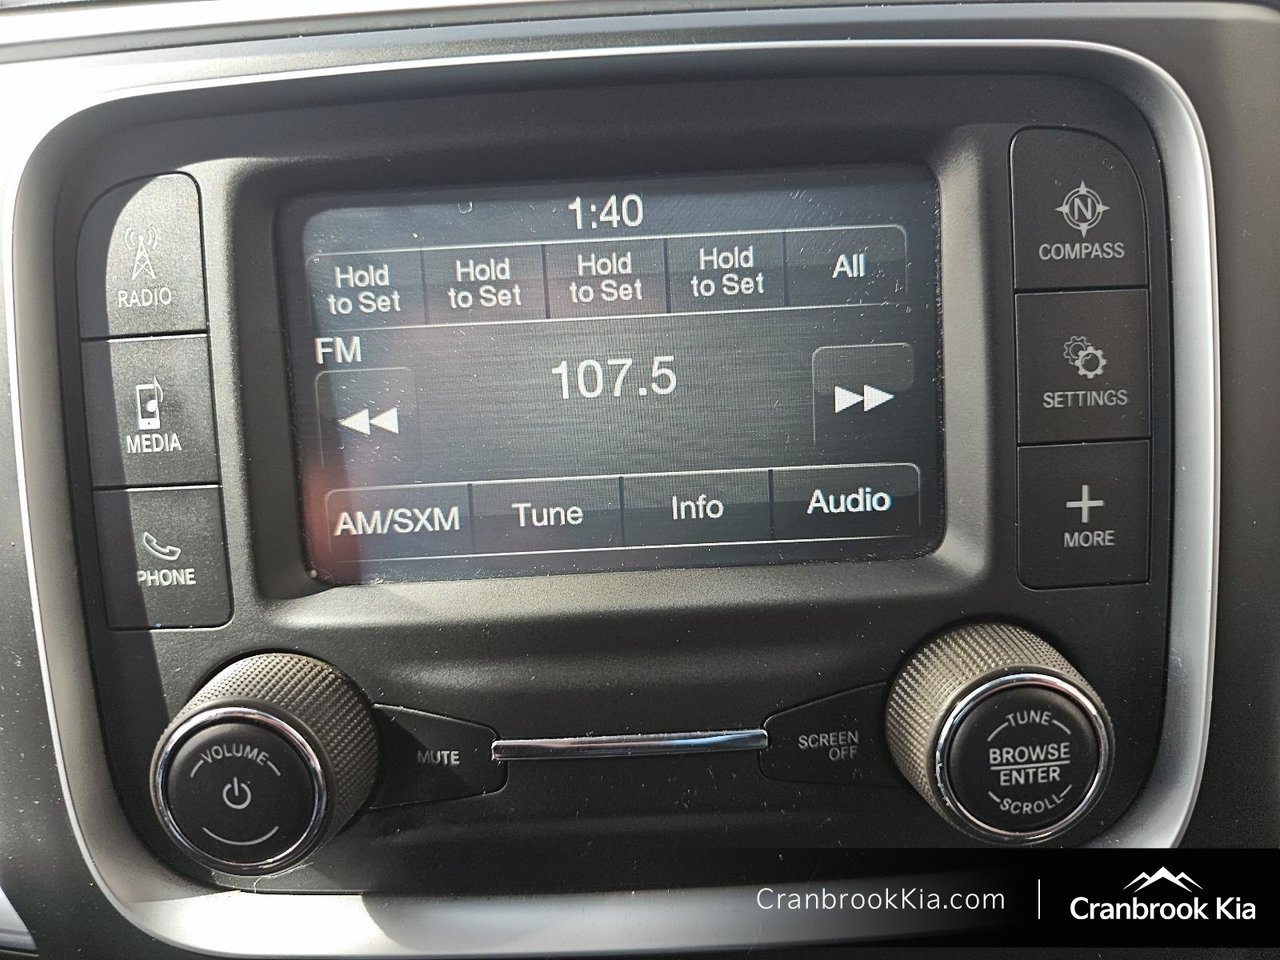 1:40
Hold
to Set
Hold
to Set
Hold
to Set
Hold
to Set
All
FM
107.5
AM/SXM
Tune
Info
Audio
RADIO
MEDIA
PHONE
N
COMPASS
SETTINGS
MORE
VOLUME
MUTE
SCREEN
OFF
TUNE
BROWSE
ENTER
SCROLL
CranbrookKia.com
Cranbrook Kia